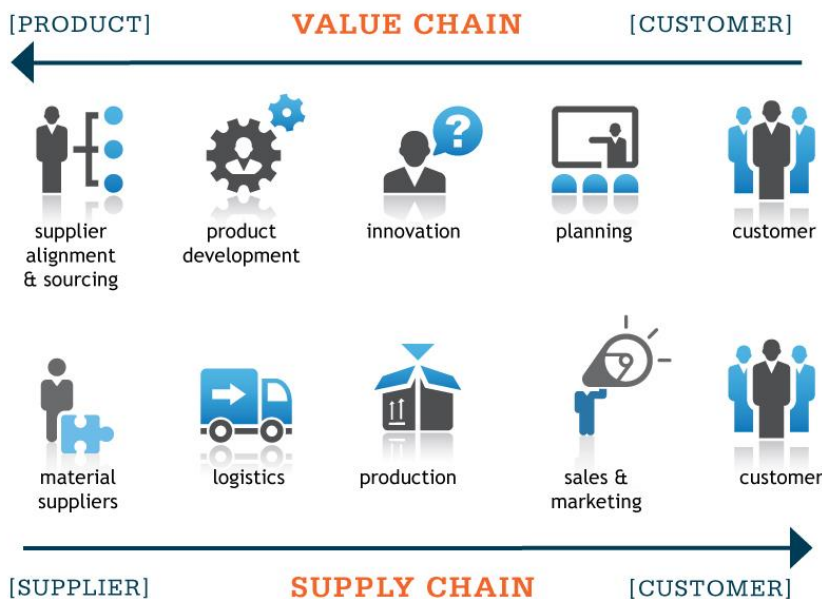 [PRODUCT] VALUE CHAIN [CUSTOMER]
supplier alignment & sourcing
product development
innovation
planning
customer
material suppliers
logistics
production
sales & marketing
customer
[SUPPLIER] SUPPLY CHAIN [CUSTOMER]